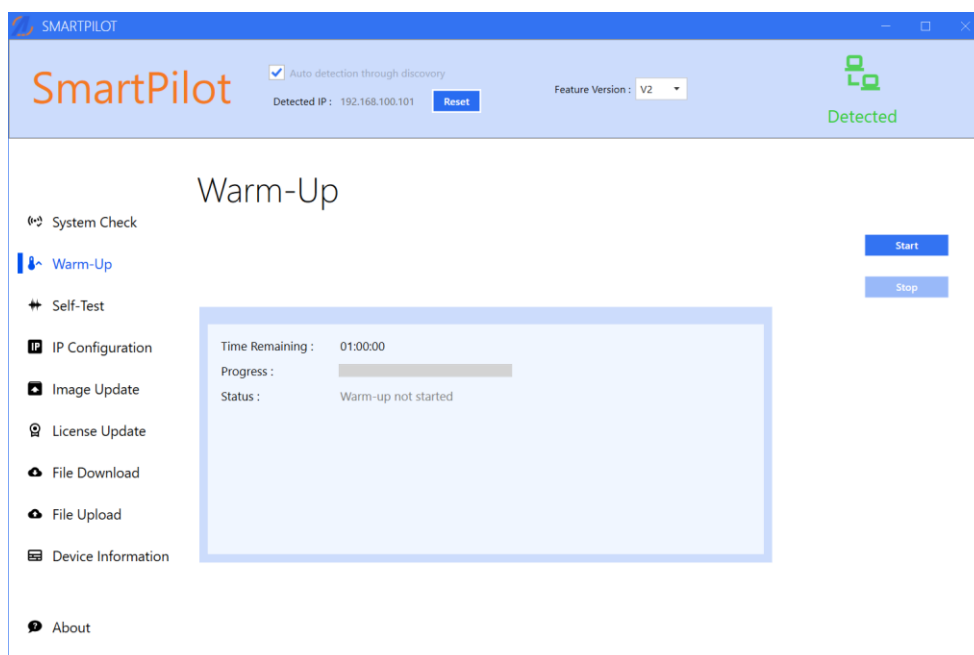 SMARTPILOT
SmartPilot
Auto detection through discovery
Detected IP : 192.168.100.101 Reset
Feature Version : V2
Detected
Warm-Up
System Check
Warm-Up
Self-Test
IP Configuration
Image Update
License Update
File Download
File Upload
Device Information
About
Start
Stop
Time Remaining : 01:00:00
Progress :
Status : Warm-up not started